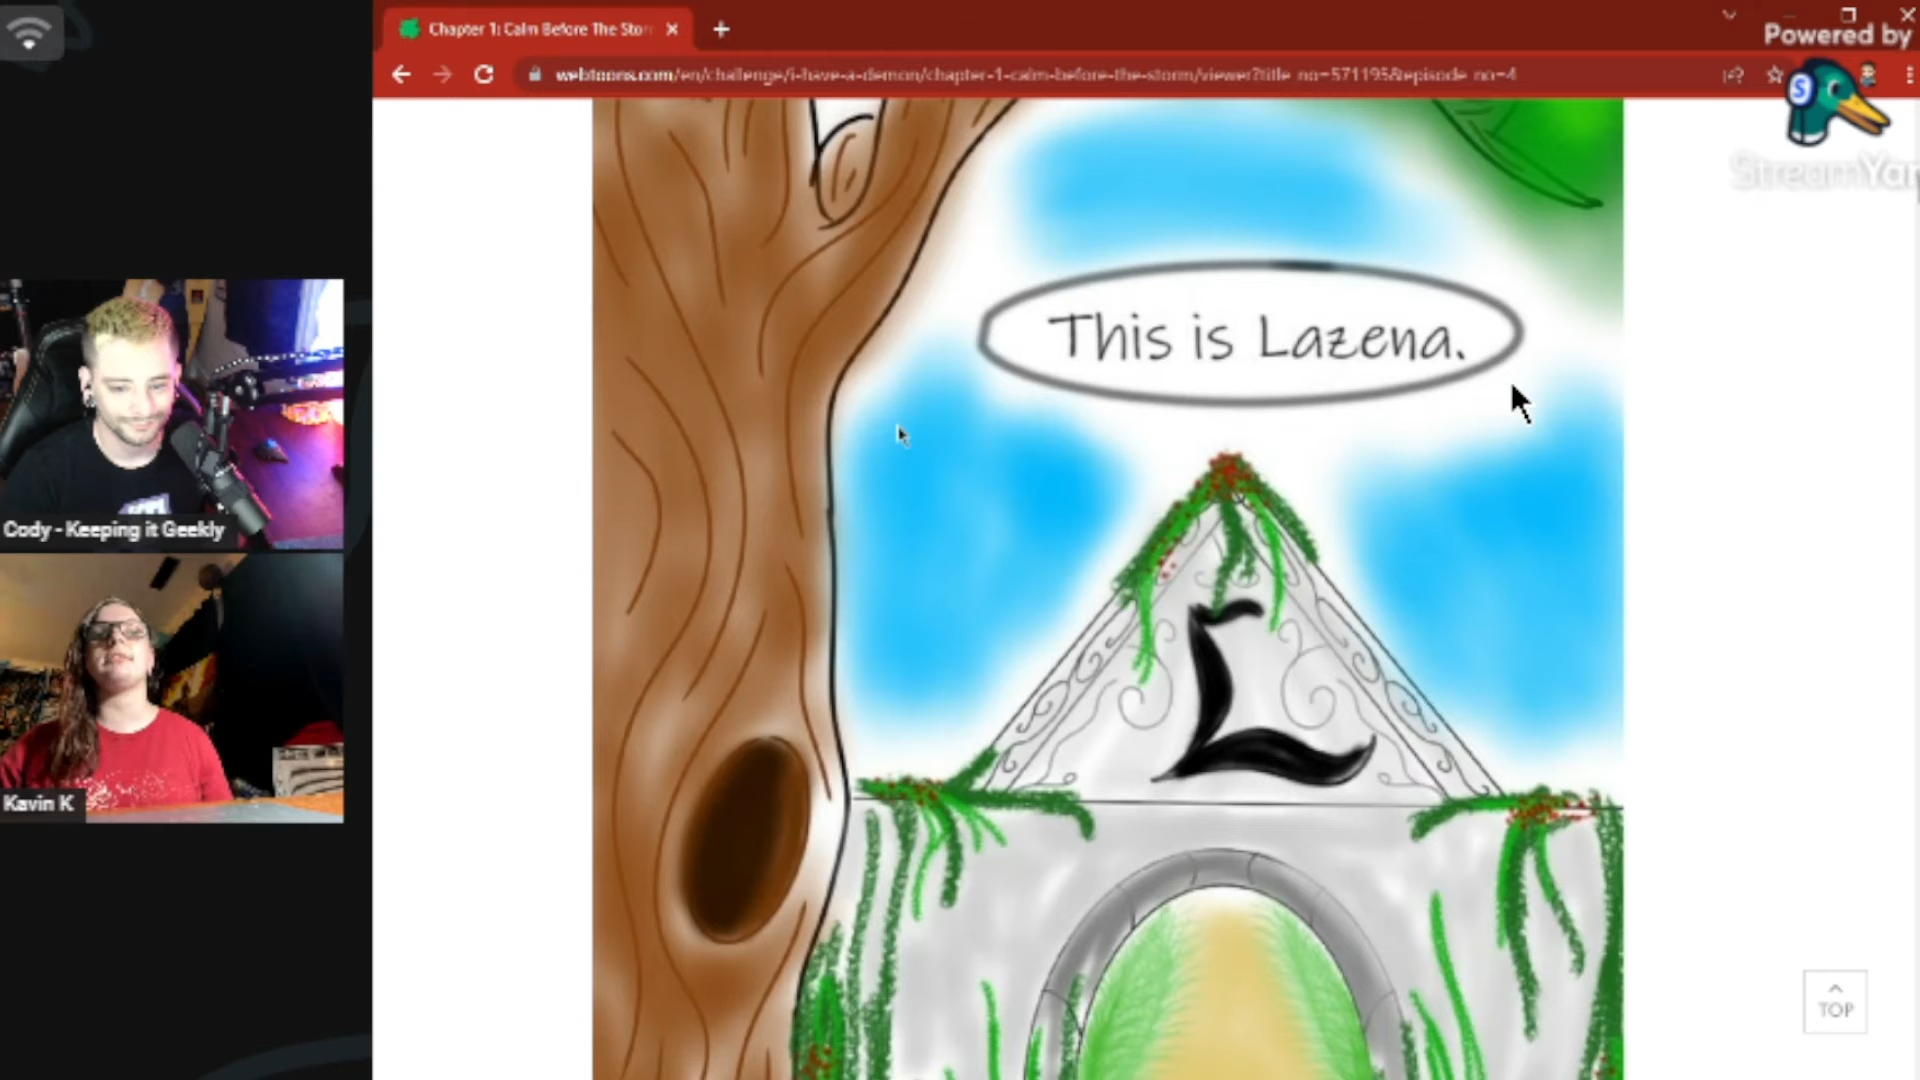 Chapter 1: Calm Before The Stor
Powered by
webtoons.com/en/challenge/i-have-a-demon/chapter-1-calm-before-the-storm/viewer?title_no=571195&episode_no=4
S
StreamYar
This is Lazena.
L
Cody - Keeping it Geekly
Kavin K
TOP